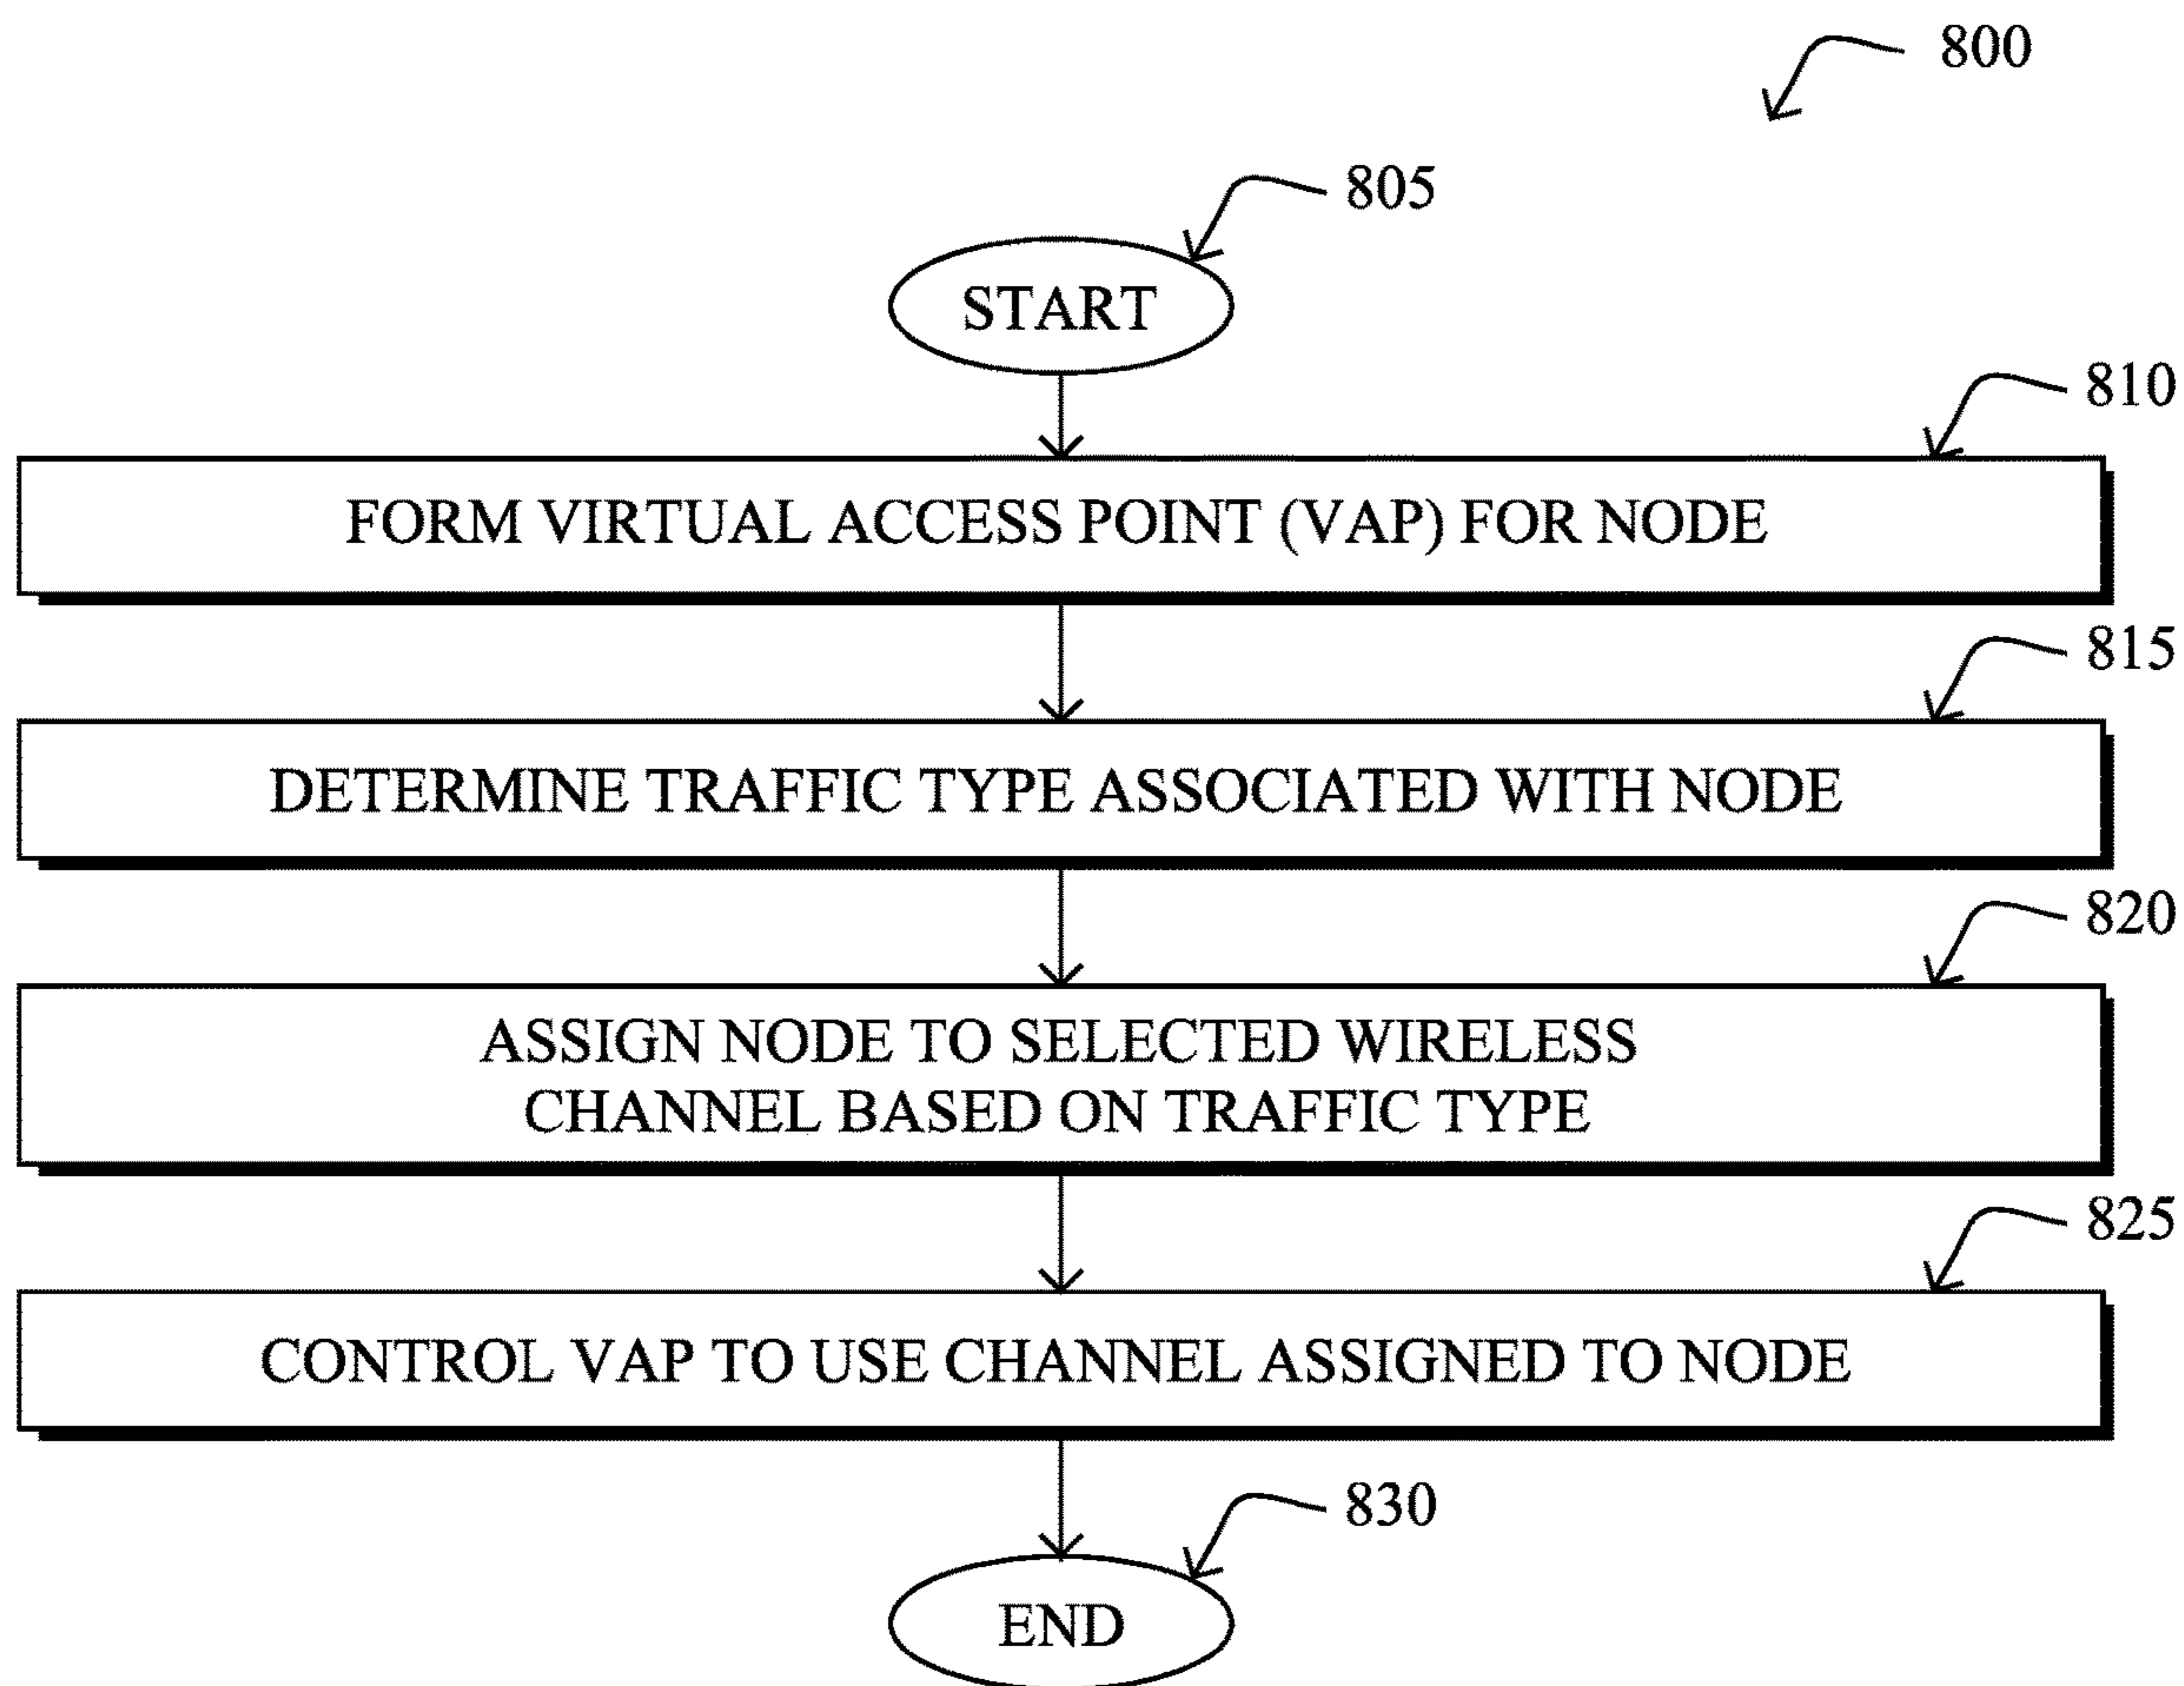 800
805
START
810
FORM VIRTUAL ACCESS POINT (VAP) FOR NODE
815
DETERMINE TRAFFIC TYPE ASSOCIATED WITH NODE
820
ASSIGN NODE TO SELECTED WIRELESS
CHANNEL BASED ON TRAFFIC TYPE
825
CONTROL VAP TO USE CHANNEL ASSIGNED TO NODE
830
END